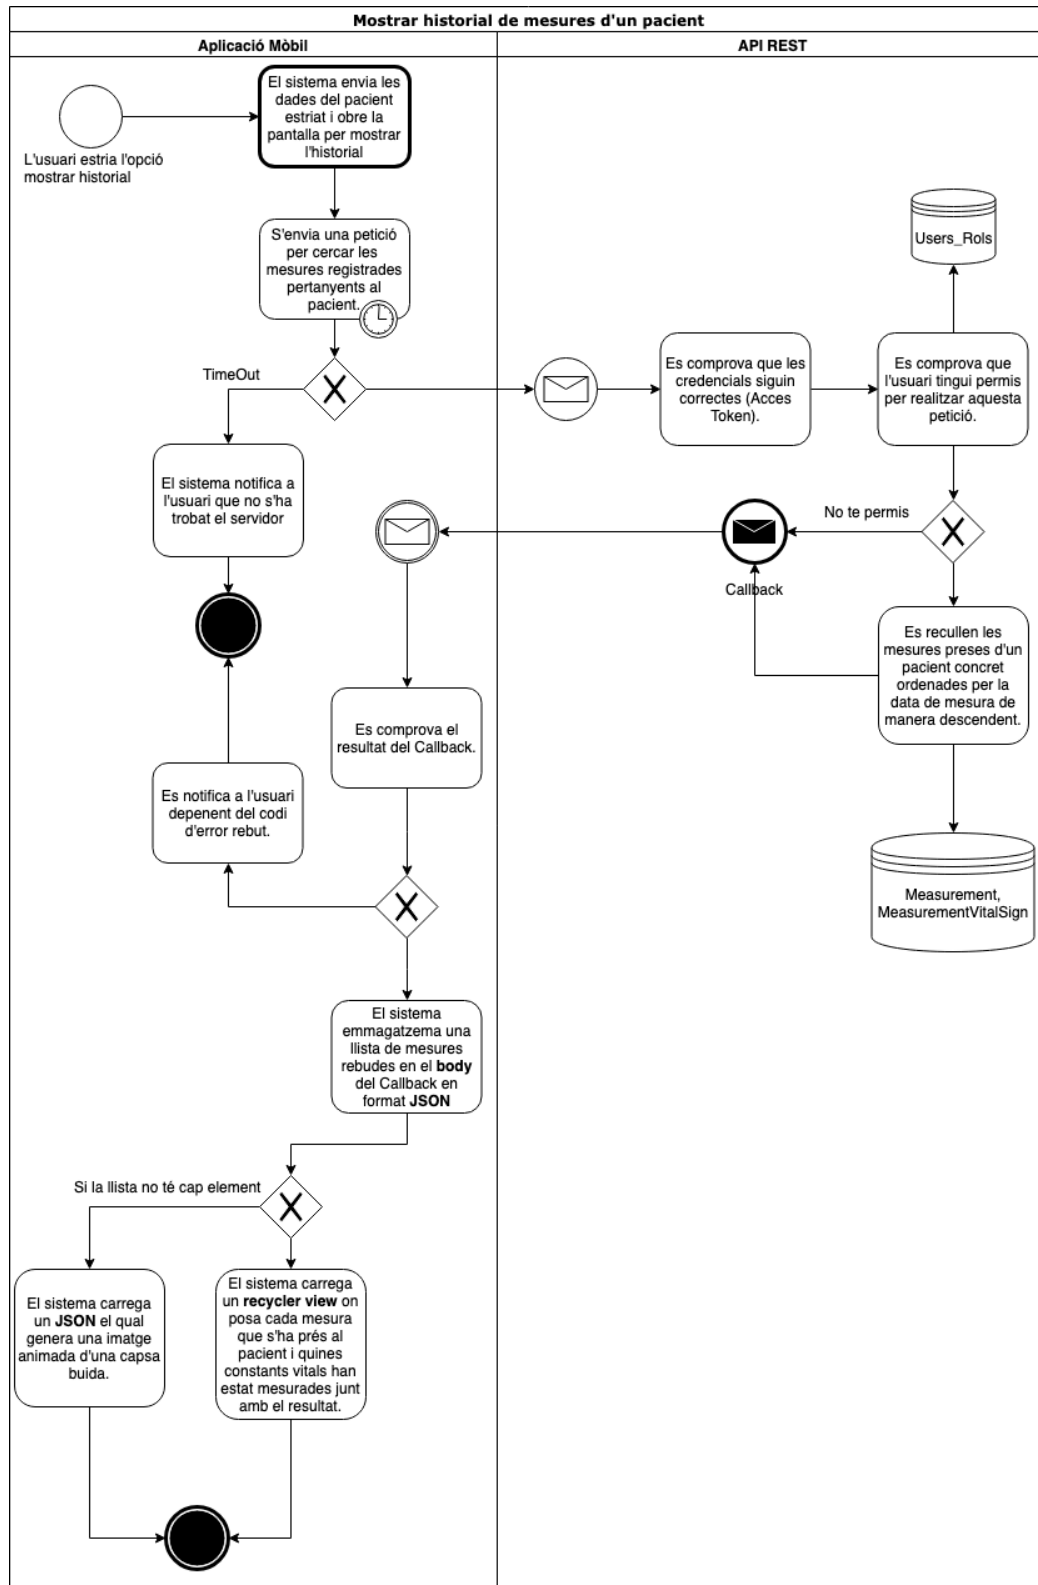 Mostrar historial de mesures d'un pacient
Aplicació Mòbil
API REST
El sistema envia les
dades del pacient
estriat i obre la
pantalla per mostrar
l'historial
L'usuari estria l'opció
mostrar historial
S'envia una petició
per cercar les
mesures registrades
pertanyents al
pacient.
Users_Rols
TimeOut
Es comprova que les
credencials siguin
correctes (Acces
Token).
Es comprova que
l'usuari tingui permis
per realitzar aquesta
petició.
El sistema notifica a
l'usuari que no s'ha
trobat el servidor
No te permis
Callback
Es recullen les
mesures preses d'un
pacient concret
ordenades per la
data de mesura de
manera descendent.
Es comprova el
resultat del Callback.
Es notifica a l'usuari
depenent del codi
d'error rebut.
Measurement,
MeasurementVitalSign
El sistema
emmagatzema una
llista de mesures
rebudes en el body
del Callback en
format JSON
Si la llista no té cap element
El sistema carrega
un JSON el qual
genera una imatge
animada d'una capsa
buida.
El sistema carrega
un recycler view on
posa cada mesura
que s'ha prés al
pacient i quines
constants vitals han
estat mesurades junt
amb el resultat.